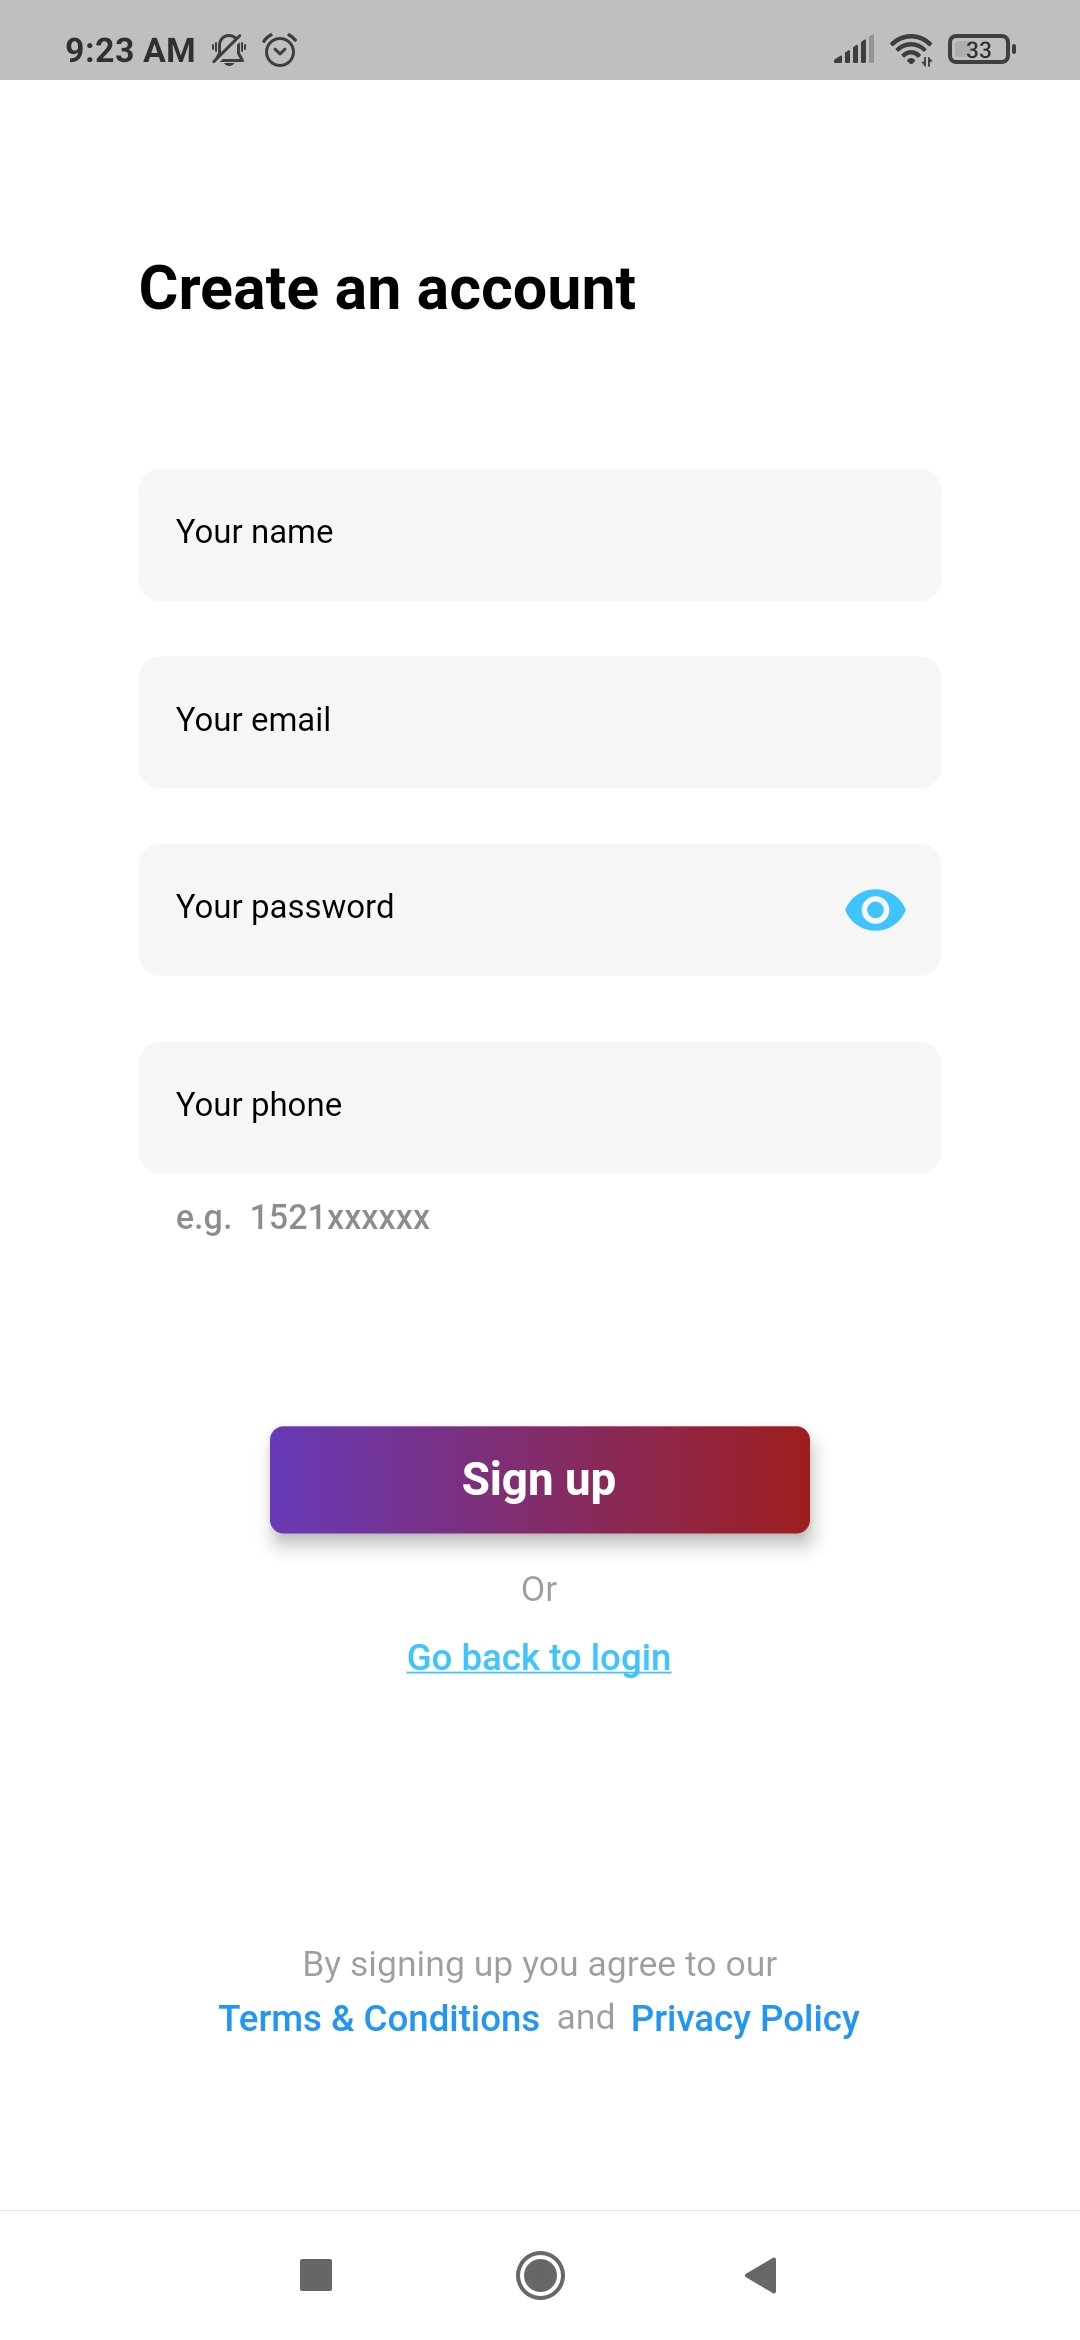 9:23 AM 33
Create an account
Your name
Your email
Your password
Your phone
e.g. 1521xxxxxx
Sign up
Or
Go back to login
By signing up you agree to our
Terms & Conditions and Privacy Policy